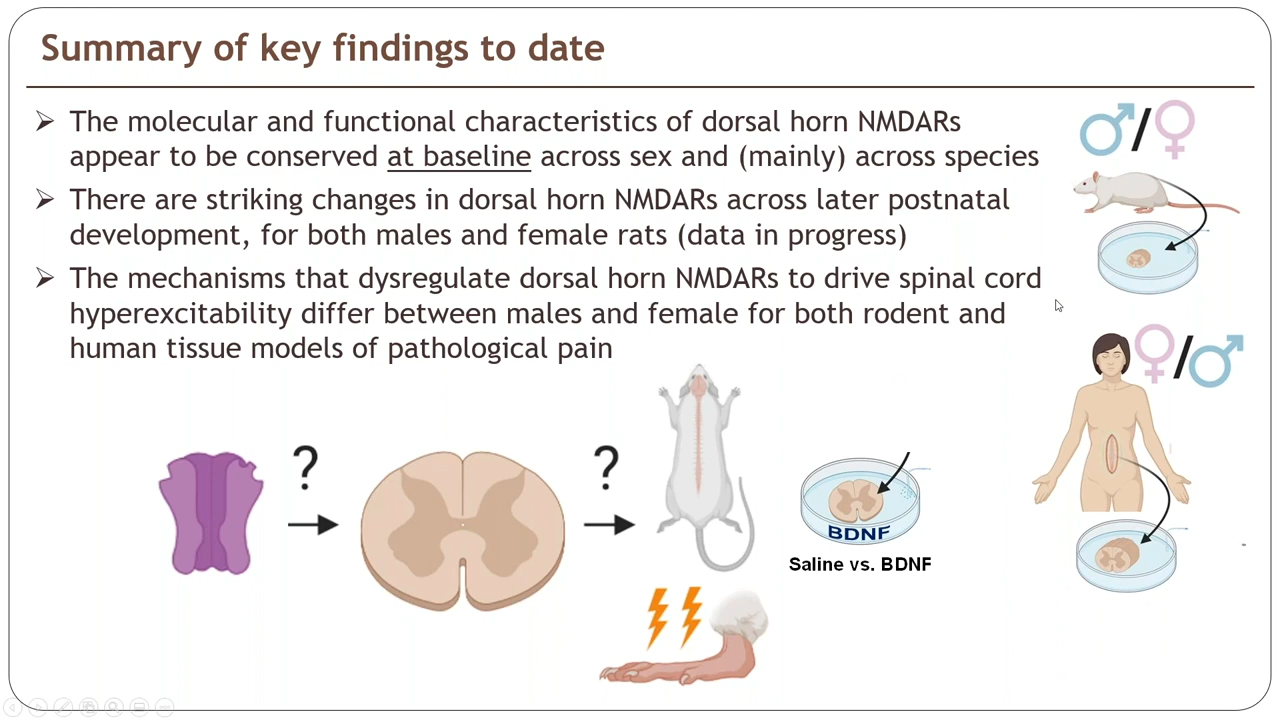 Summary of key findings to date
The molecular and functional characteristics of dorsal horn NMDARs
appear to be conserved at baseline across sex and (mainly) across species
There are striking changes in dorsal horn NMDARs across later postnatal
development, for both males and female rats (data in progress)
The mechanisms that dysregulate dorsal horn NMDARs to drive spinal cord
hyperexcitability differ between males and female for both rodent and
human tissue models of pathological pain
?
?
BDNF
Saline vs. BDNF